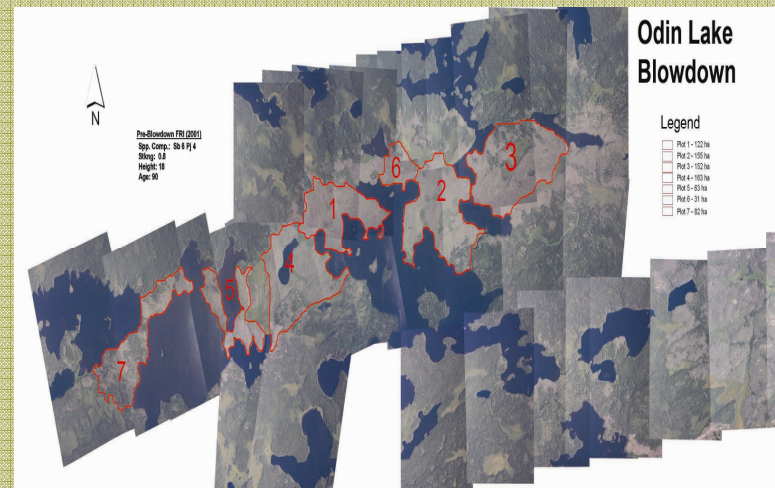 Odin Lake
Blowdown
N
Pre-Blowdown FRI (2001)
Spp. Comp.: Sb 6 Pj 4
Stkng: 0.8
Height: 18
Age: 90
Legend
Plot 1 - 122 ha
Plot 2 - 155 ha
Plot 3 - 152 ha
Plot 4 - 163 ha
Plot 5 - 63 ha
Plot 6 - 31 ha
Plot 7 - 82 ha
3
6
2
1
4
5
7